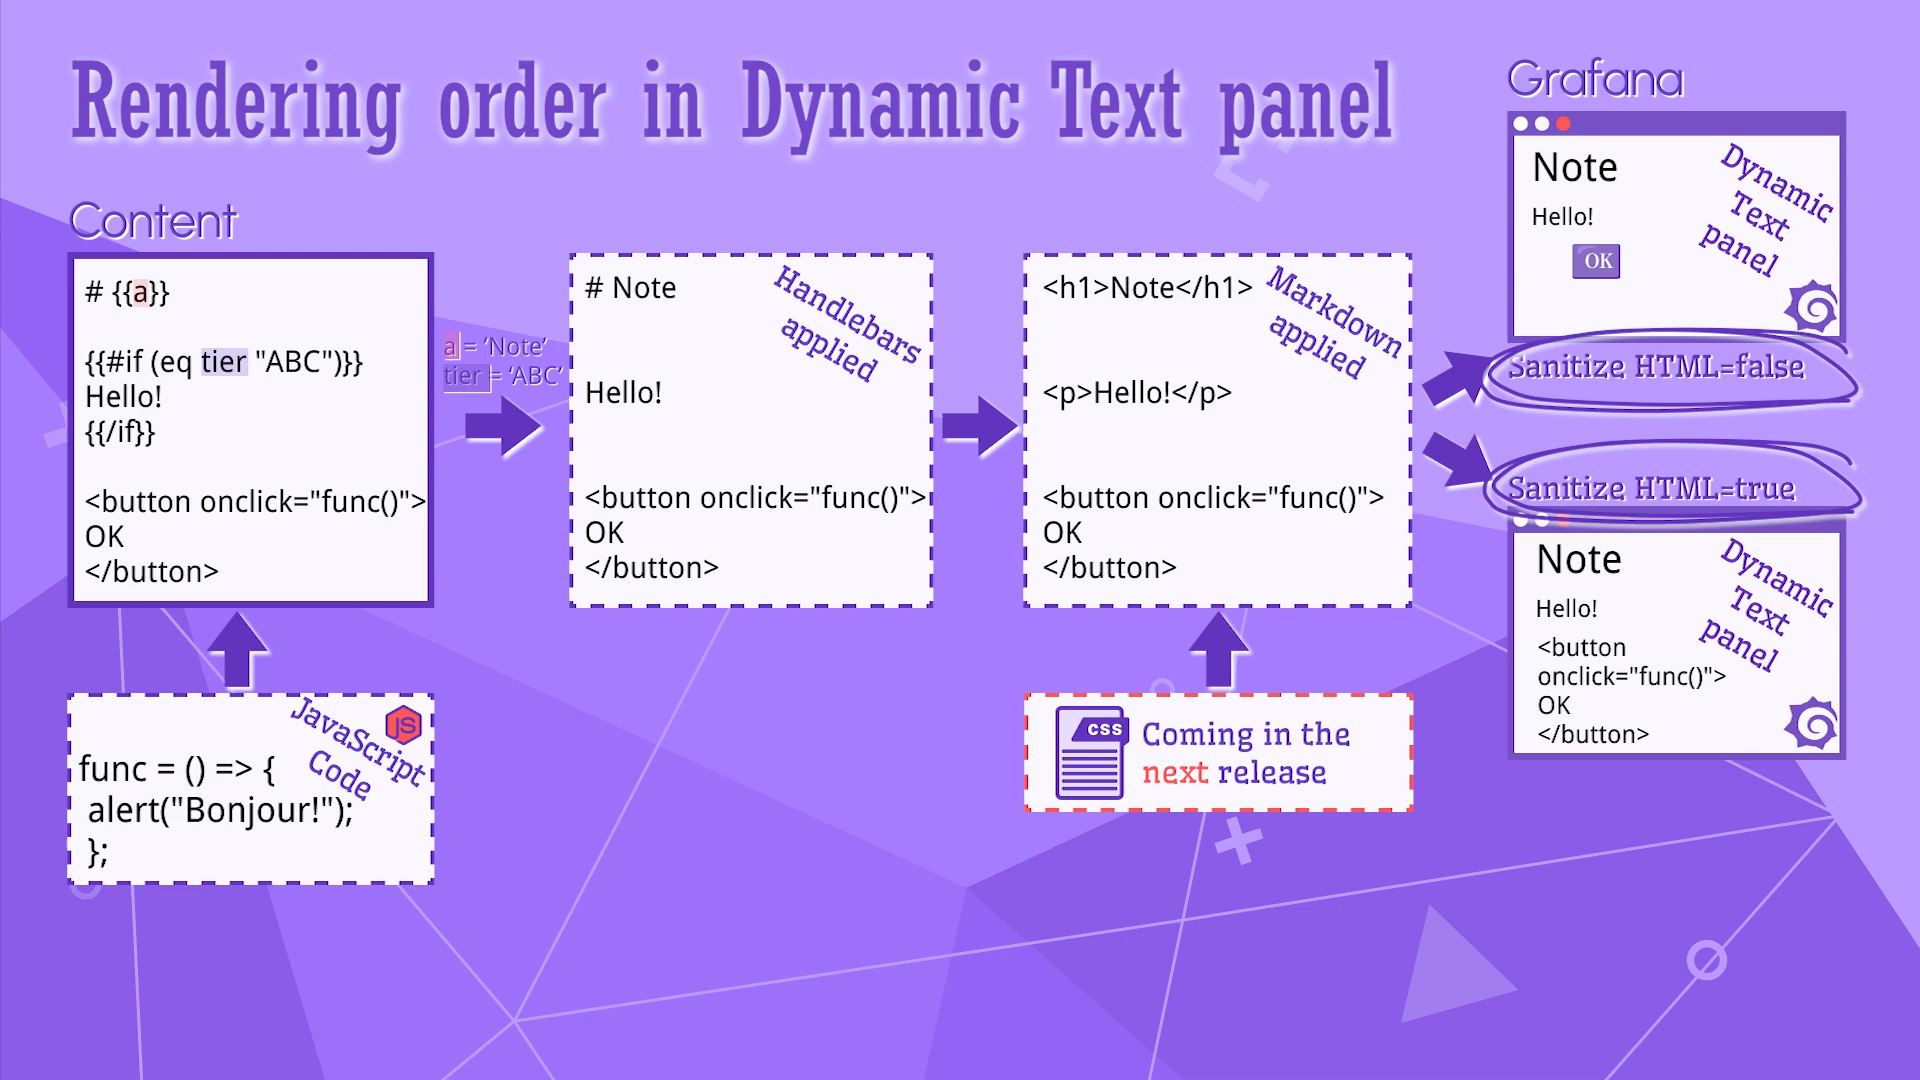 Rendering order in Dynamic Text panel
Content
# {{a}}
{{#if (eq tier "ABC")}}
Hello!
{{/if}}
<button onclick="func()">
OK
</button>
JavaScript
Code
JS
func = () => {
alert("Bonjour!");
};
a = ‘Note’
tier = ‘ABC’
Handlebars
applied
# Note
Hello!
<button onclick="func()">
OK
</button>
Markdown
applied
<h1>Note</h1>
<p>Hello!</p>
<button onclick="func()">
OK
</button>
CSS
Coming in the
next release
Grafana
Note
Hello!
OK
Dynamic
Text
panel
Sanitize HTML=false
Sanitize HTML=true
Note
Hello!
<button
onclick="func()">
OK
</button>
Dynamic
Text
panel